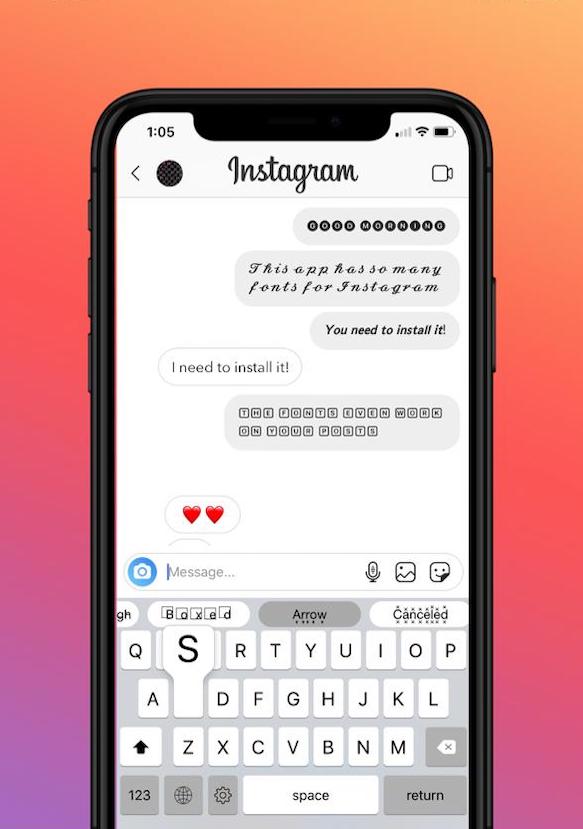 1:05
Instagram
GOOD MORNING
This app has so many
fonts for Instagram
You need to install it!
I need to install it!
THE FONTS EVEN WORK
ON YOUR POSTS
Message...
gh Boxed Arrow Canceled
Q S R T Y U I O P
A D F G H J K L
Z X C V B N M
123 space return